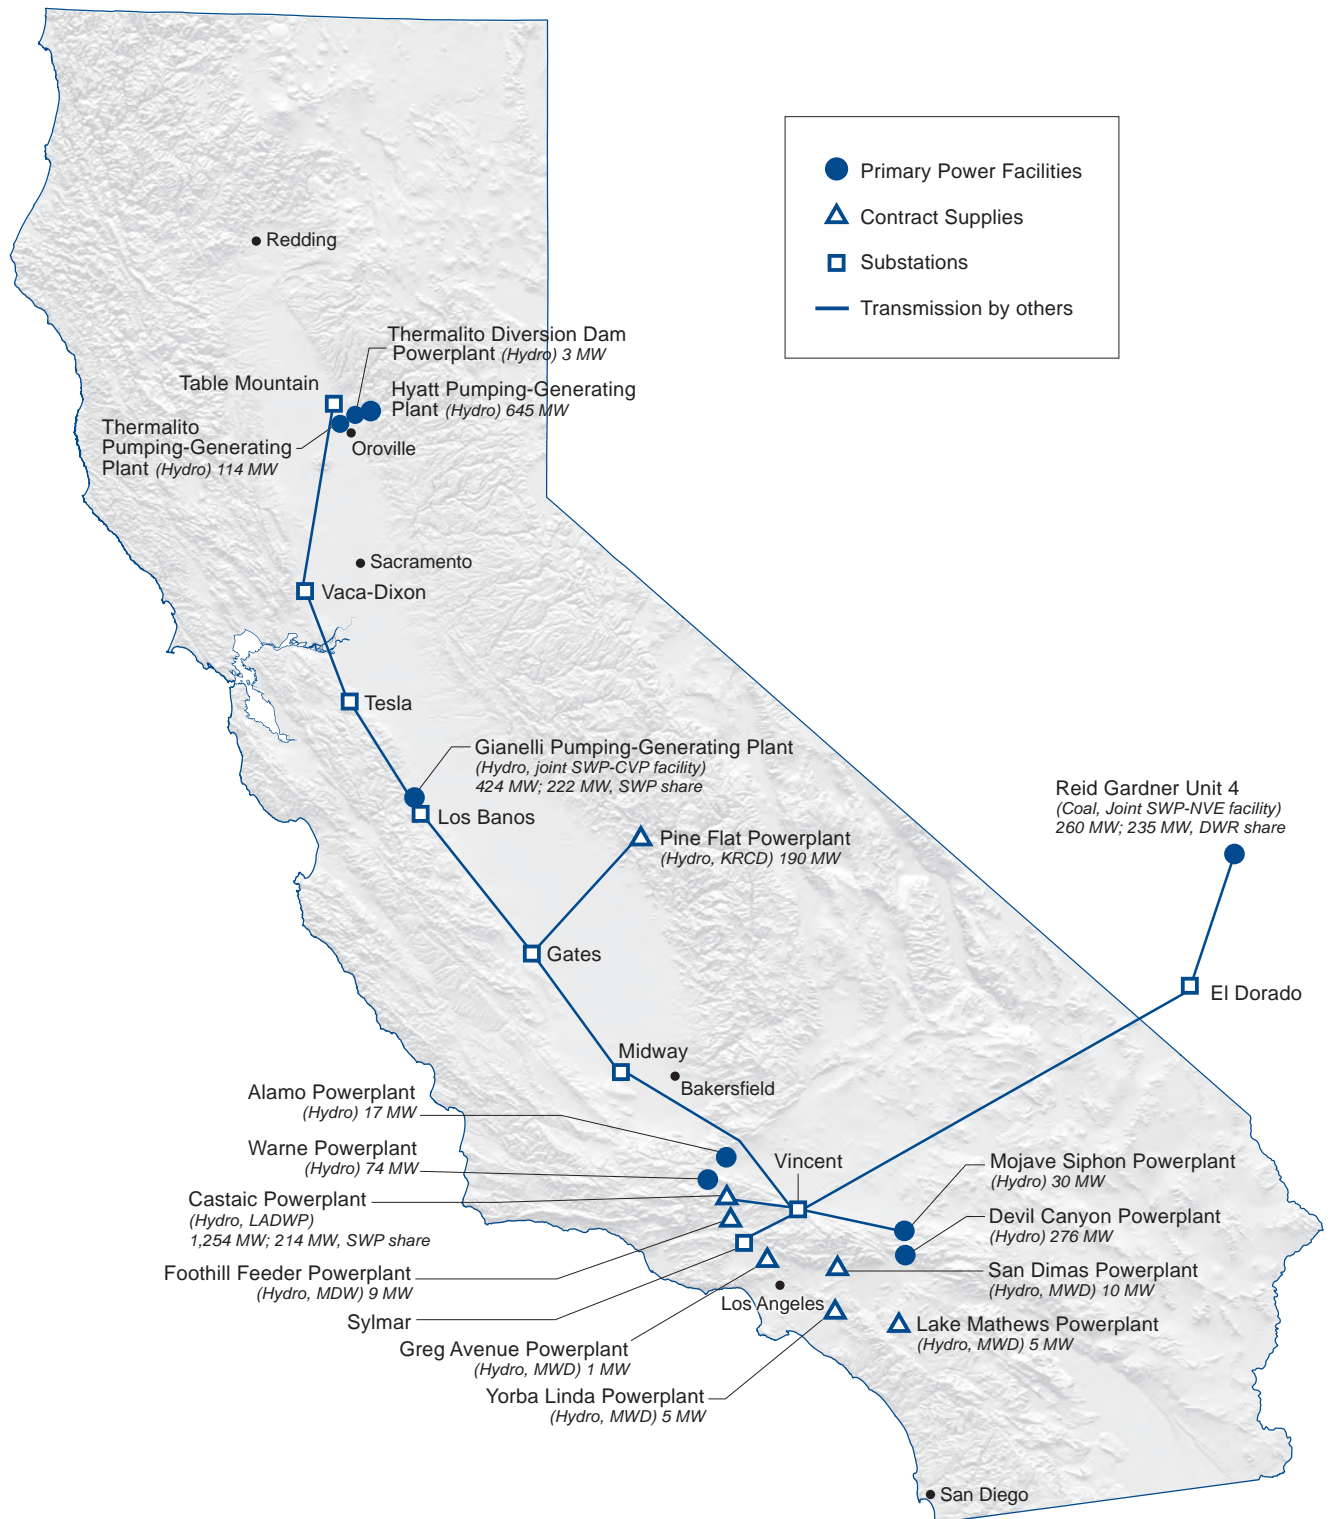 Primary Power Facilities
Contract Supplies
Substations
Transmission by others
Redding
Thermalito Diversion Dam
Powerplant (Hydro) 3 MW
Table Mountain
Hyatt Pumping-Generating
Plant (Hydro) 645 MW
Thermalito
Pumping-Generating
Plant (Hydro) 114 MW
Oroville
Sacramento
Vaca-Dixon
Tesla
Gianelli Pumping-Generating Plant
(Hydro, joint SWP-CVP facility)
424 MW; 222 MW, SWP share
Los Banos
Reid Gardner Unit 4
(Coal, Joint SWP-NVE facility)
260 MW; 235 MW, DWR share
Pine Flat Powerplant
(Hydro, KRCD) 190 MW
Gates
El Dorado
Midway
Bakersfield
Alamo Powerplant
(Hydro) 17 MW
Warne Powerplant
(Hydro) 74 MW
Vincent
Mojave Siphon Powerplant
(Hydro) 30 MW
Castaic Powerplant
(Hydro, LADWP)
1,254 MW; 214 MW, SWP share
Devil Canyon Powerplant
(Hydro) 276 MW
Foothill Feeder Powerplant
(Hydro, MDW) 9 MW
San Dimas Powerplant
(Hydro, MWD) 10 MW
Los Angeles
Sylmar
Lake Mathews Powerplant
(Hydro, MWD) 5 MW
Greg Avenue Powerplant
(Hydro, MWD) 1 MW
Yorba Linda Powerplant
(Hydro, MWD) 5 MW
San Diego